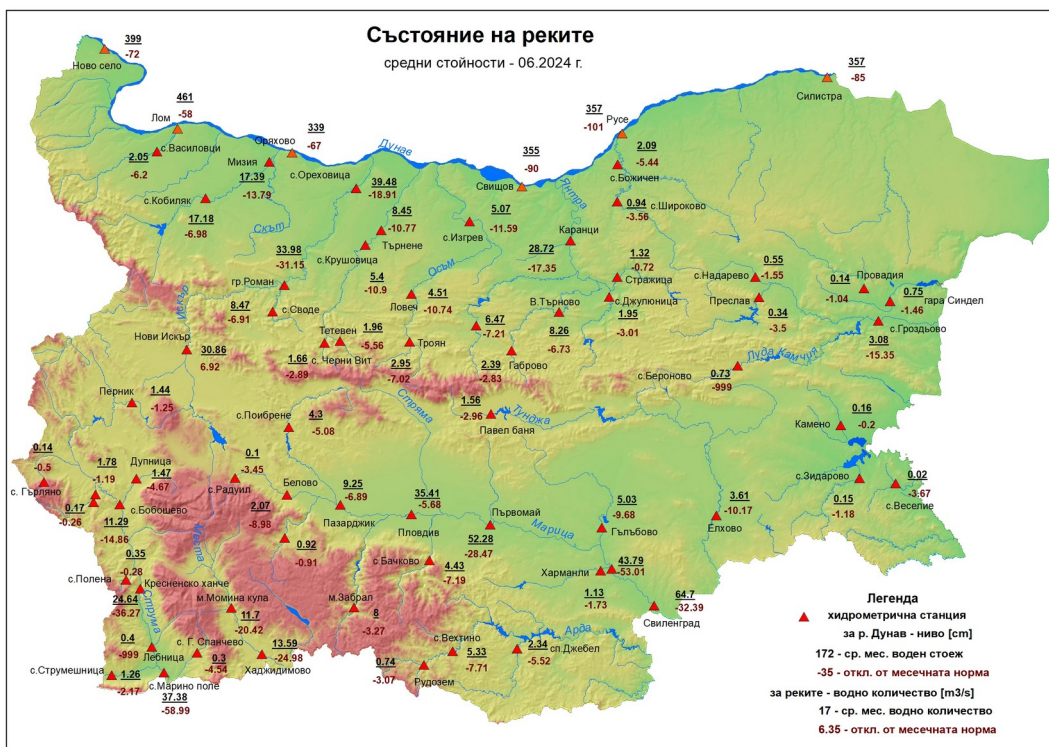 Състояние на реките
средни стойности - 06.2024 г.
399
-72
Ново село
357
-85
Силистра
461
-58
Лом
357
-101
Русе
339
-67
Оряхово
Дунав
355
-90
Свищов
с.Василовци
2.05
-6.2
Мизия
17.39
-13.79
с.Ореховица
39.48
-18.91
2.09
-5.44
с.Божичен
Янтра
с.Кобиляк
17.18
-6.98
Скът
8.45
-10.77
Търнене
5.07
-11.59
с.Изгрев
0.94
-3.56
с.Широково
Каранци
28.72
-17.35
33.98
-31.15
гр.Роман
с.Крушовица
5.4
-10.9
Осъм
1.32
-0.72
Стражица
с.Надарево
0.55
-1.55
Провадия
0.14
-1.04
0.75
-1.46
гара Синдел
Искър
8.47
-6.91
с.Своде
Ловеч
4.51
-10.74
В.Търново
с.Джулюница
1.95
-3.01
Преслав
0.34
-3.5
с.Гроздьово
3.08
-15.35
Нови Искър
30.86
6.92
Тетевен
1.96
-5.56
6.47
-7.21
8.26
-6.73
1.66
-2.89
с. Черни Вит
Троян
2.95
-7.02
2.39
-2.83
Габрово
Луда Камчия
с.Бероново
0.73
-999
Перник
1.44
-1.25
с.Поибрене
4.3
-5.08
Стряма
1.56
-2.96
Павел баня
Тунджа
0.16
-0.2
Камено
0.14
-0.5
с. Гърляно
1.78
-1.19
Дупница
1.47
-4.67
0.1
-3.45
с.Радуил
Белово
9.25
-6.89
35.41
-5.68
5.03
-9.68
3.61
-10.17
с.Зидарово
0.02
-3.67
с.Веселие
0.15
-1.18
0.17
-0.26
с.Бобошево
11.29
-14.86
2.07
-8.98
Пазарджик
Пловдив
Първомай
52.28
-28.47
Марица
Гълъбово
Елхово
0.35
-0.28
с.Полена
Места
0.92
-0.91
с.Бачково
4.43
-7.19
Харманли
43.79
-53.01
1.13
-1.73
64.7
-32.39
Свиленград
Кресненско ханче
24.64
-36.27
Струма
м.Момина кула
11.7
-20.42
м.Забрал
8
-3.27
0.4
-999
Лебница
с. Г. Спанчево
0.3
-4.54
13.59
-24.98
Хаджидимово
с.Вехтино
5.33
-7.71
Арда
2.34
-5.52
сп.Джебел
0.74
-3.07
Рудозем
с.Струмешница
1.26
-2.17
с.Марино поле
37.38
-58.99
Легенда
хидрометрична станция
за р. Дунав - ниво [cm]
172 - ср. мес. воден стоеж
-35 - откл. от месечната норма
за реките - водно количество [m3/s]
17 - ср. мес. водно количество
6.35 - откл. от месечната норма